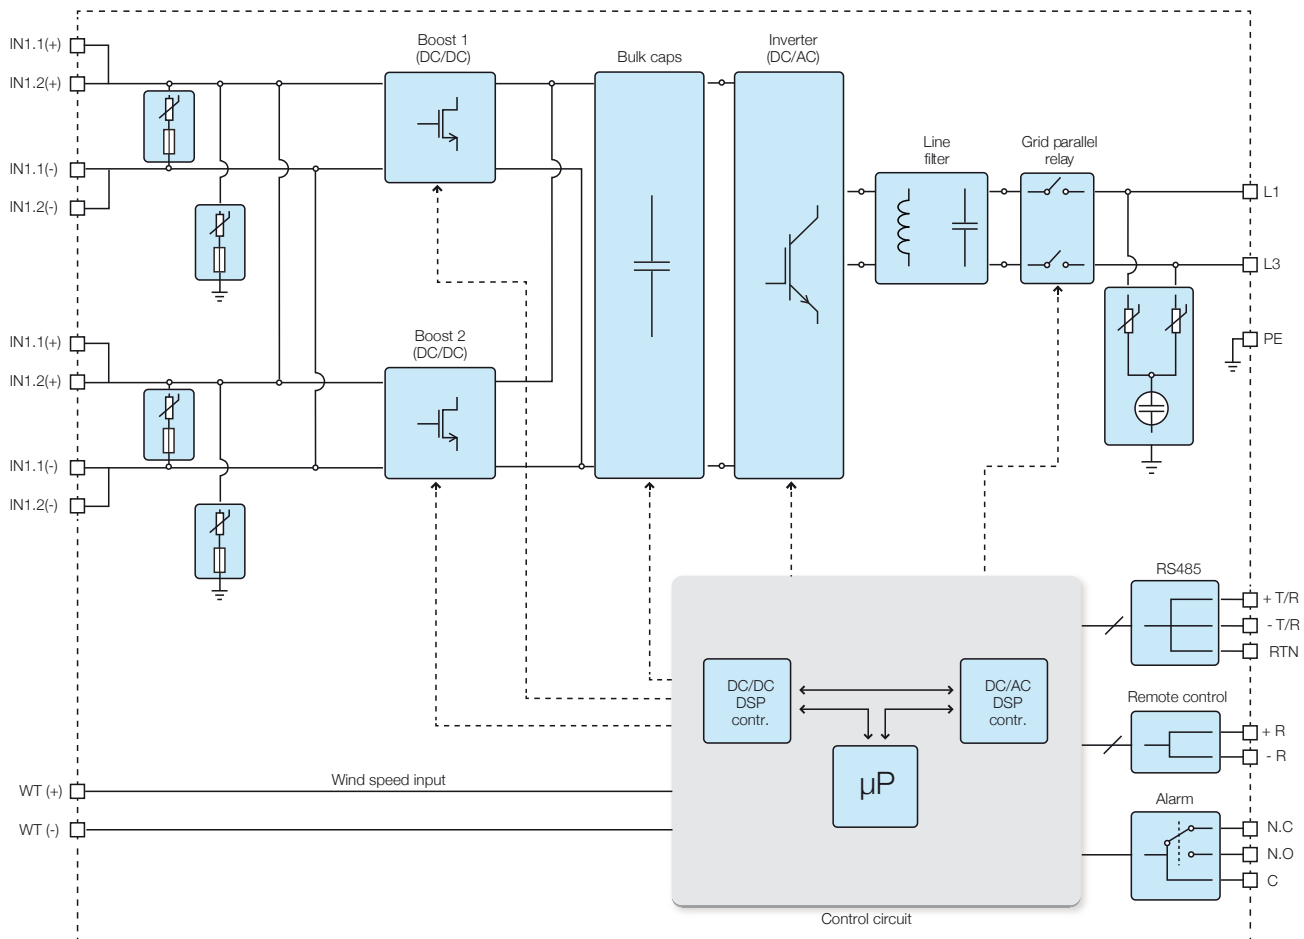 IN1.1(+)
IN1.2(+)
IN1.1(-)
IN1.2(-)
Boost 1
(DC/DC)
Bulk caps
Inverter
(DC/AC)
Line
filter
Grid parallel
relay
L1
L3
PE
IN1.1(+)
IN1.2(+)
IN1.1(-)
IN1.2(-)
Boost 2
(DC/DC)
RS485
+ T/R
- T/R
RTN
DC/DC
DSP
contr.
DC/AC
DSP
contr.
µP
Remote control
+ R
- R
Wind speed input
WT (+)
WT (-)
Alarm
N.C
N.O
C
Control circuit